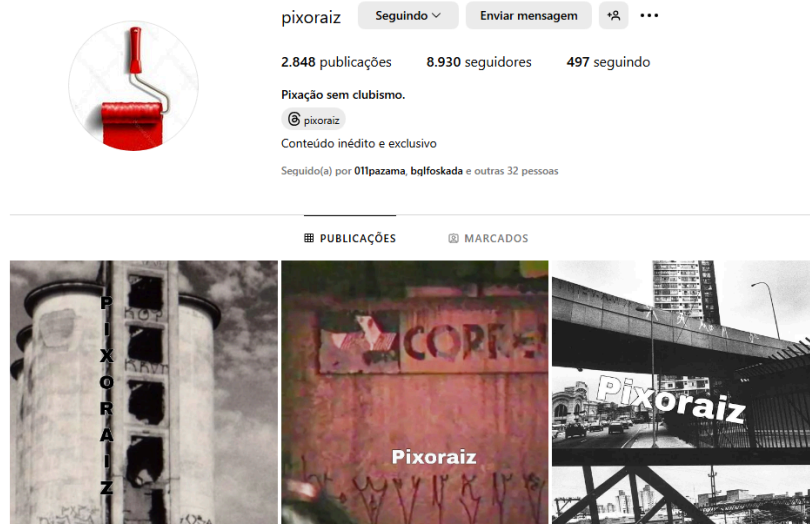 pixoraiz
Seguindo
Enviar mensagem
2.848 publicações
8.930 seguidores
497 seguindo
Pixação sem clubismo.
pixoraiz
Conteúdo inédito e exclusivo
Seguido(a) por 011pazama, bqlfoskada e outras 32 pessoas
PUBLICAÇÕES
MARCADOS
PIXORAIZ
CORRE
Pixoraiz
Pixoraiz